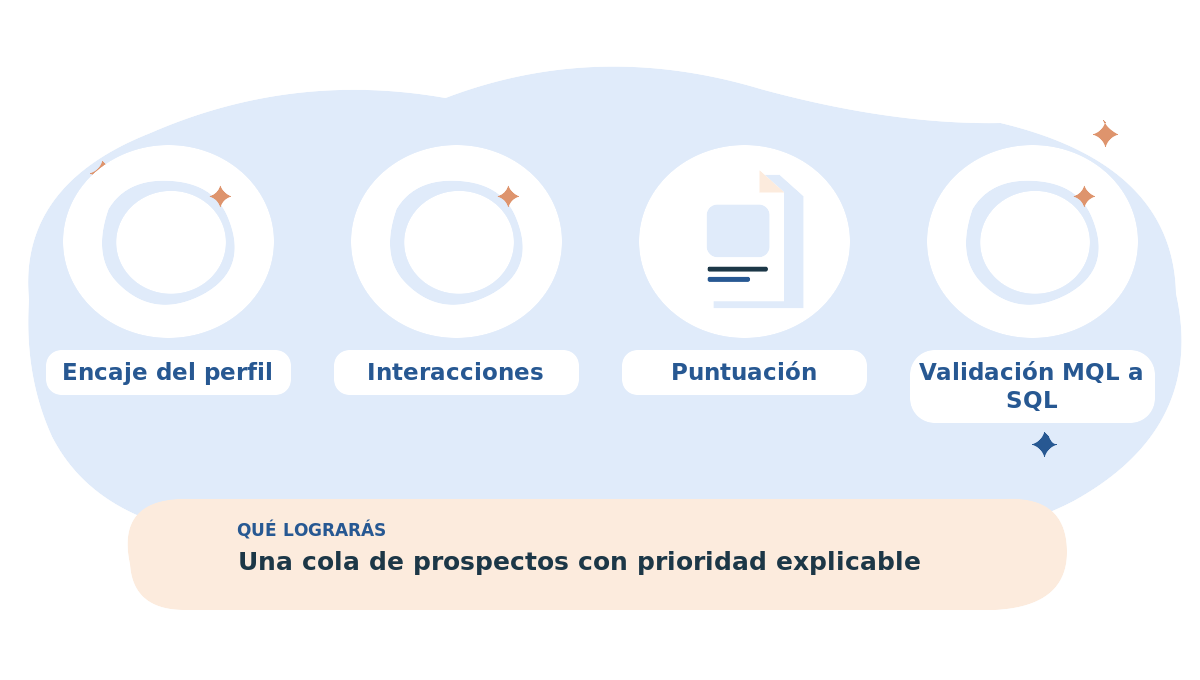 Encaje del perfil
Interacciones
Puntuación
Validación MQL a
SQL
QUÉ LOGRARÁS
Una cola de prospectos con prioridad explicable